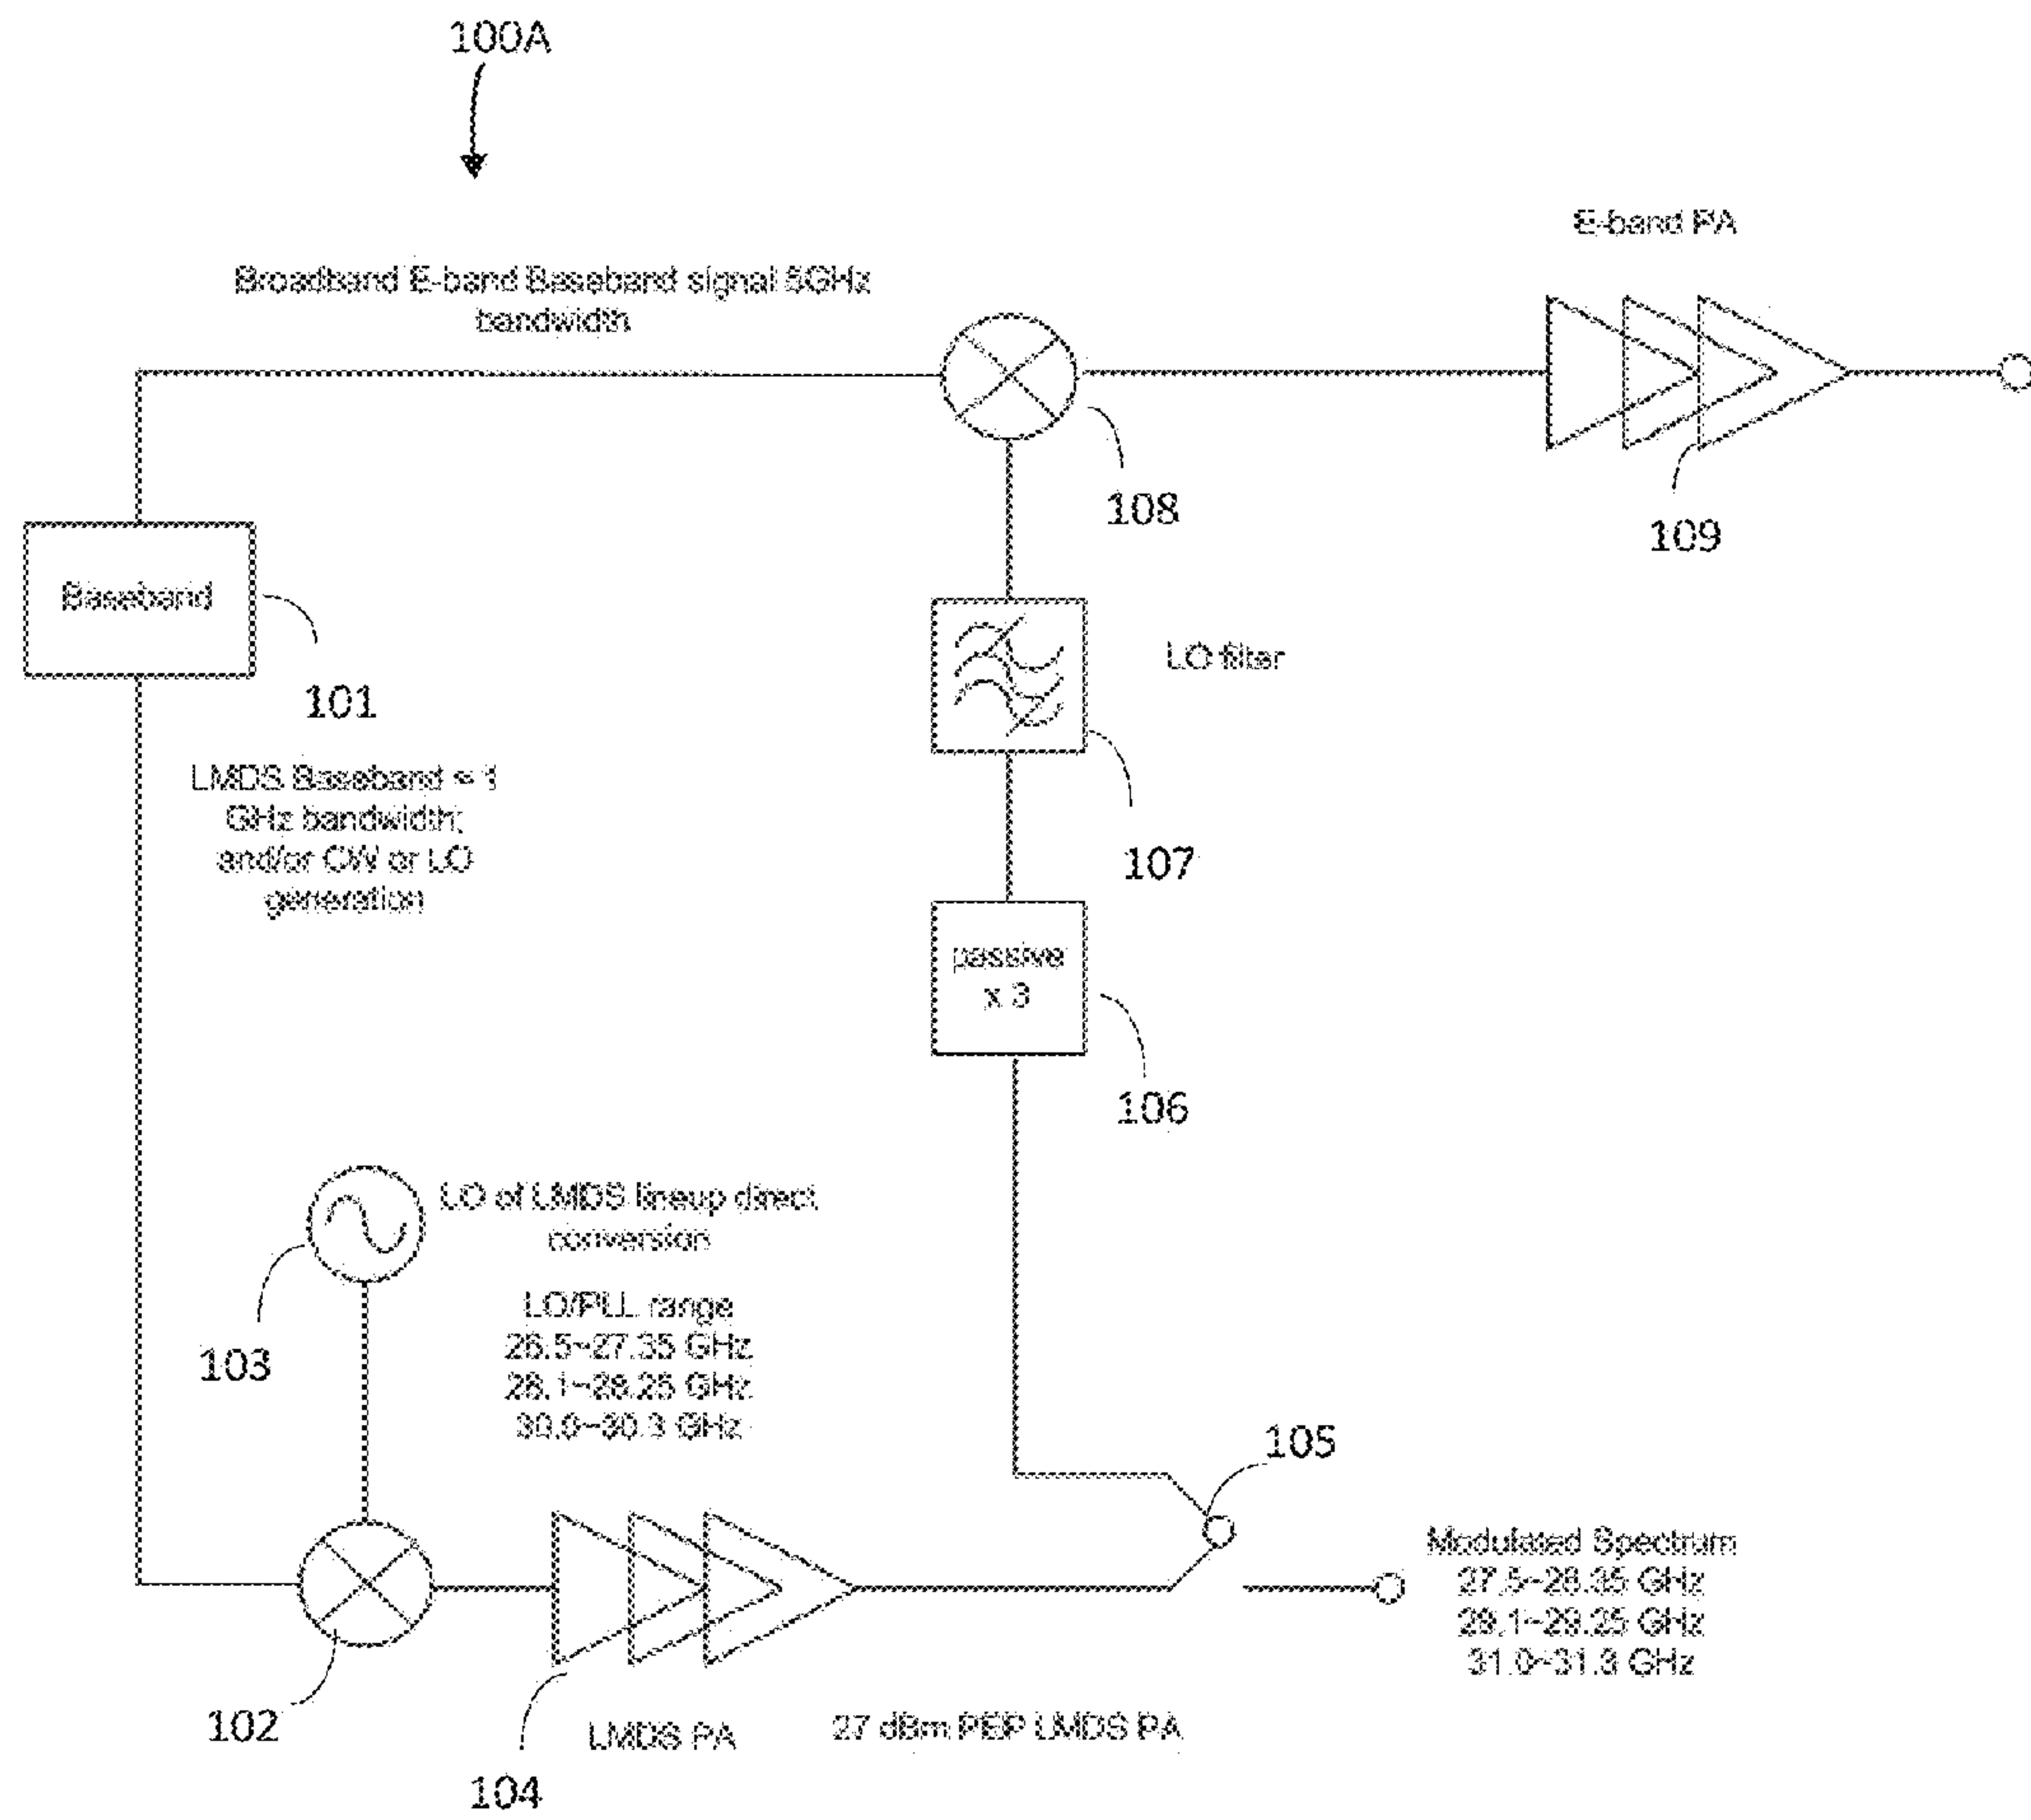 100A
E-band PA
Broadband E-band Baseband signal 5GHz
bandwidth
108
109
Baseband
101
LO filter
LMDS Baseband = 1
GHz bandwidth;
and/or CW or LO
generation
107
passive
x 3
106
LO of LMDS lineup direct
conversion
103
LO/PLL range
26.5~27.35 GHz
28.1~28.25 GHz
30.0~30.3 GHz
105
Modulated Spectrum
27.5~28.35 GHz
29.1~29.25 GHz
31.0~31.3 GHz
102
LMDS PA
27 dBm PEP LMDS PA
104